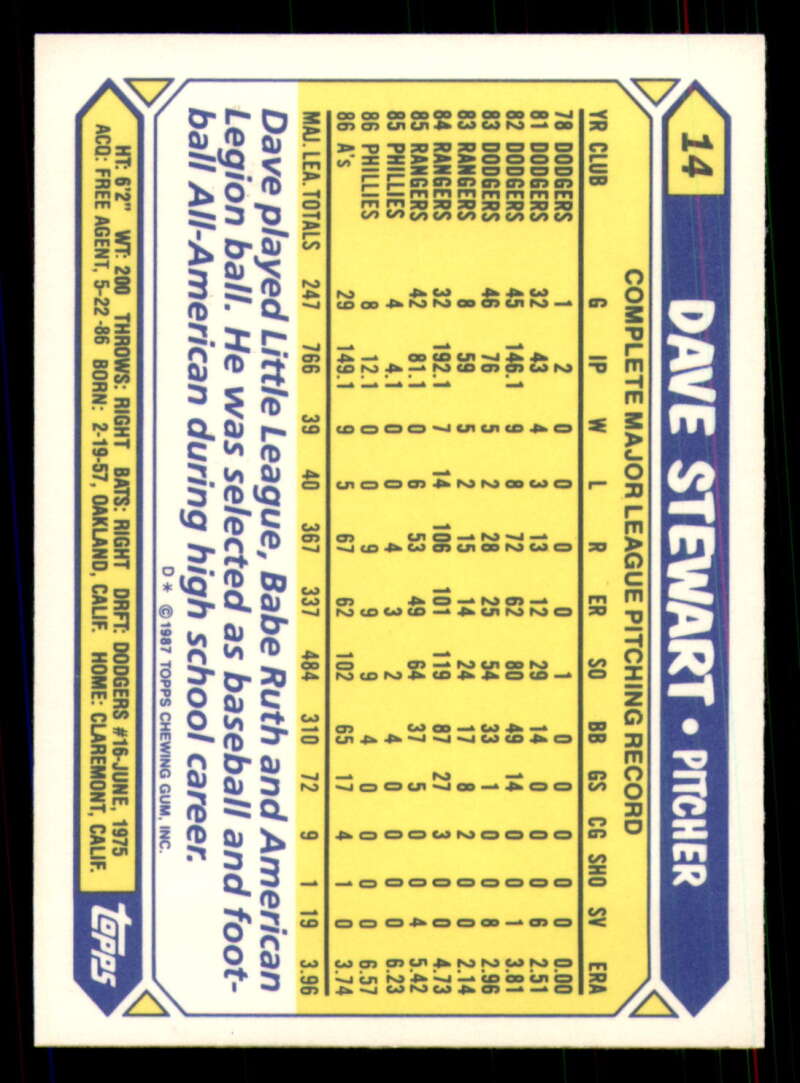 14
DAVE STEWART • PITCHER
COMPLETE MAJOR LEAGUE PITCHING RECORD
YR CLUB G IP W L R ER SO BB GS CG SHO SV ERA
78 DODGERS 1 2 0 0 0 0 1 0 0 0 0 0 0.00
81 DODGERS 32 43 4 3 13 12 29 14 0 0 0 6 2.51
82 DODGERS 45 146.1 9 8 72 62 80 49 14 0 0 1 3.81
83 DODGERS 46 76 5 2 28 25 54 33 1 0 0 8 2.96
83 RANGERS 8 59 5 2 15 14 24 17 8 2 0 0 2.14
84 RANGERS 32 192.1 7 14 106 101 119 87 27 3 0 0 4.73
85 RANGERS 42 81.1 0 6 53 49 64 37 5 0 0 4 5.42
85 PHILLIES 4 4.1 0 0 4 3 2 4 0 0 0 0 6.23
86 PHILLIES 8 12.1 0 0 9 9 9 4 0 0 0 0 6.57
86 A's 29 149.1 9 5 67 62 102 65 17 4 1 0 3.74
MAJ. LEA. TOTALS 247 766 39 40 367 337 484 310 72 9 1 19 3.96
Dave played Little League, Babe Ruth and American
Legion ball. He was selected as baseball and foot-
ball All-American during high school career.
D * © 1987 TOPPS CHEWING GUM, INC.
HT: 6'2" WT: 200 THROWS: RIGHT BATS: RIGHT DRFT: DODGERS #16-JUNE, 1975
ACQ: FREE AGENT, 5-22-86 BORN: 2-19-57, OAKLAND, CALIF. HOME: CLAREMONT, CALIF.
topps